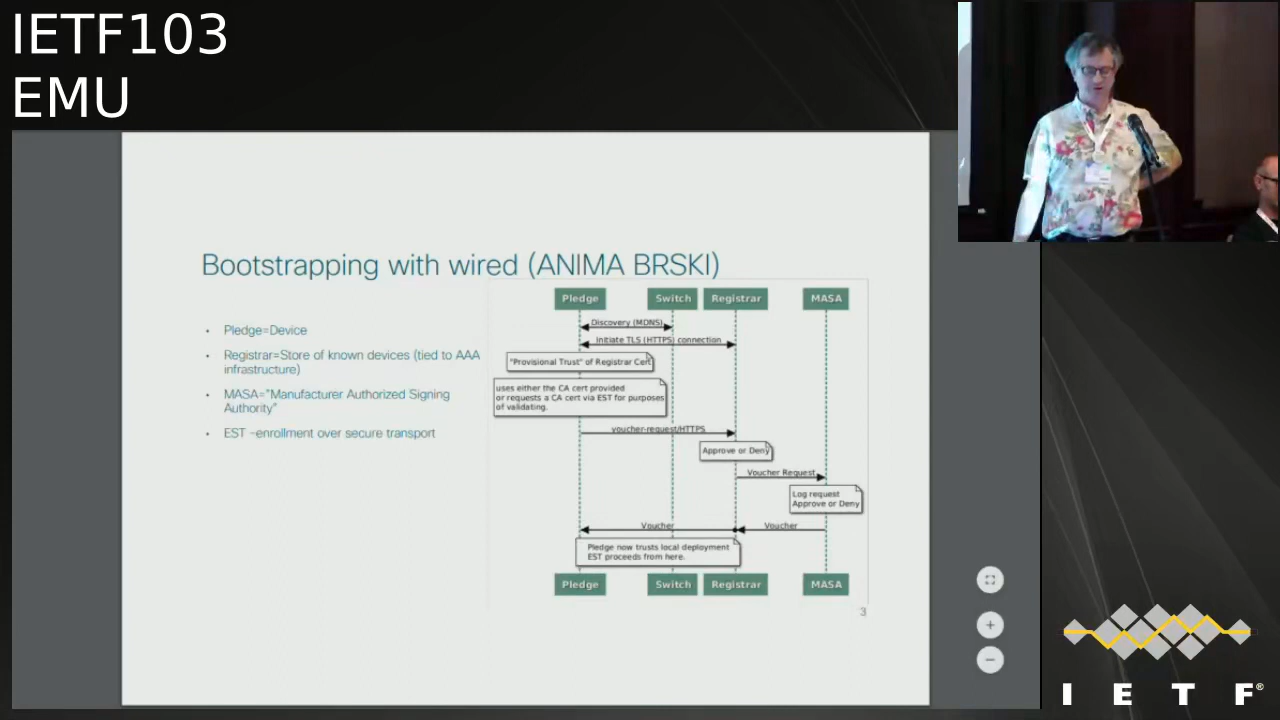 IETF103
EMU
Bootstrapping with wired (ANIMA BRSKI)
• Pledge=Device
• Registrar=Store of known devices (tied to AAA
infrastructure)
• MASA="Manufacturer Authorized Signing
Authority"
• EST –enrollment over secure transport
Pledge Switch Registrar MASA
Discovery (MDNS)
Initiate TLS (HTTPS) connection
"Provisional Trust" of Registrar Cert
uses either the CA cert provided
or requests a CA cert via EST for purposes
of validating.
voucher-request/HTTPS
Approve or Deny
Voucher Request
Log request
Approve or Deny
Voucher Voucher
Pledge now trusts local deployment
EST proceeds from here.
Pledge Switch Registrar MASA
3
I E T F®